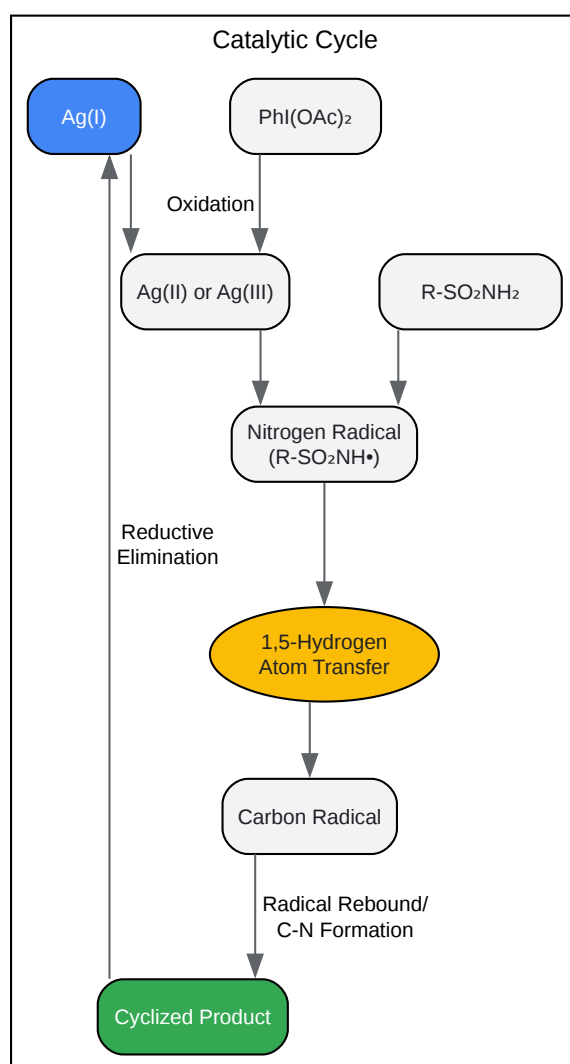 Catalytic Cycle
Ag(I)
PhI(OAc)₂
Oxidation
Ag(II) or Ag(III)
R-SO₂NH₂
Nitrogen Radical
(R-SO₂NH•)
Reductive
Elimination
1,5-Hydrogen
Atom Transfer
Carbon Radical
Radical Rebound/
C-N Formation
Cyclized Product